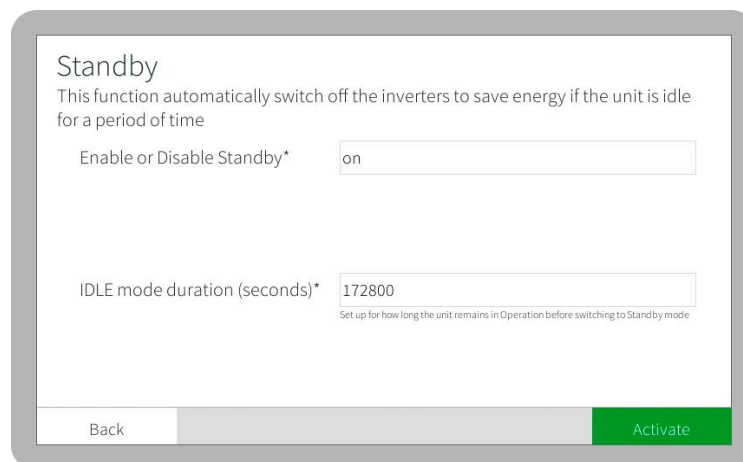 Standby
This function automatically switch off the inverters to save energy if the unit is idle
for a period of time
Enable or Disable Standby*
on
IDLE mode duration (seconds)*
172800
Set up for how long the unit remains in Operation before switching to Standby mode
Back
Activate